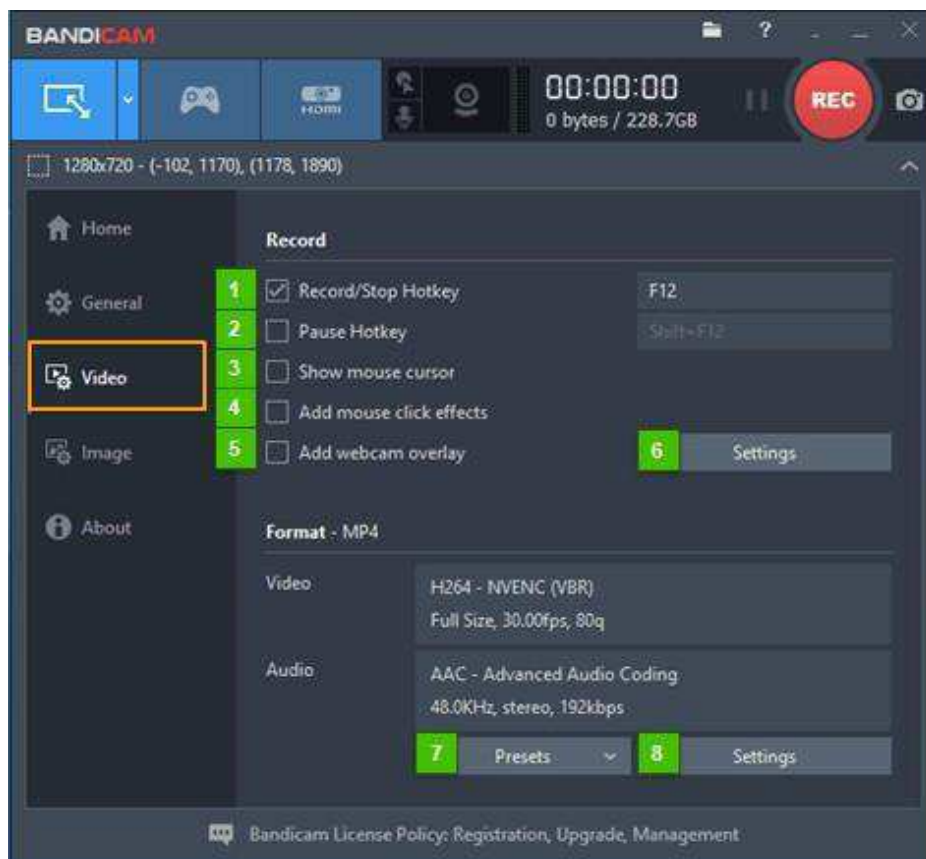 BANDICAM
?
HDMI
00:00:00
0 bytes / 228.7GB
REC
1280x720 - (-102, 1170), (1178, 1890)
Home
General
Video
Image
About
Record
1 Record/Stop Hotkey F12
2 Pause Hotkey Shift+F12
3 Show mouse cursor
4 Add mouse click effects
5 Add webcam overlay 6 Settings
Format - MP4
Video H264 - NVENC (VBR)
Full Size, 30.00fps, 80q
Audio AAC - Advanced Audio Coding
48.0KHz, stereo, 192kbps
7 Presets 8 Settings
Bandicam License Policy: Registration, Upgrade, Management